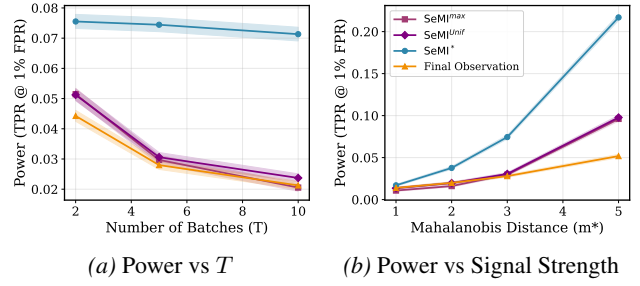 0.08
0.07
0.06
0.05
0.04
0.03
0.02
Power (TPR @ 1% FPR)
2
4
6
8
10
Number of Batches (T)
(a) Power vs T
SeMI^max
SeMI^Unif
SeMI^*
Final Observation
0.20
0.15
0.10
0.05
0.00
Power (TPR @ 1% FPR)
1
2
3
4
5
Mahalanobis Distance (m*)
(b) Power vs Signal Strength